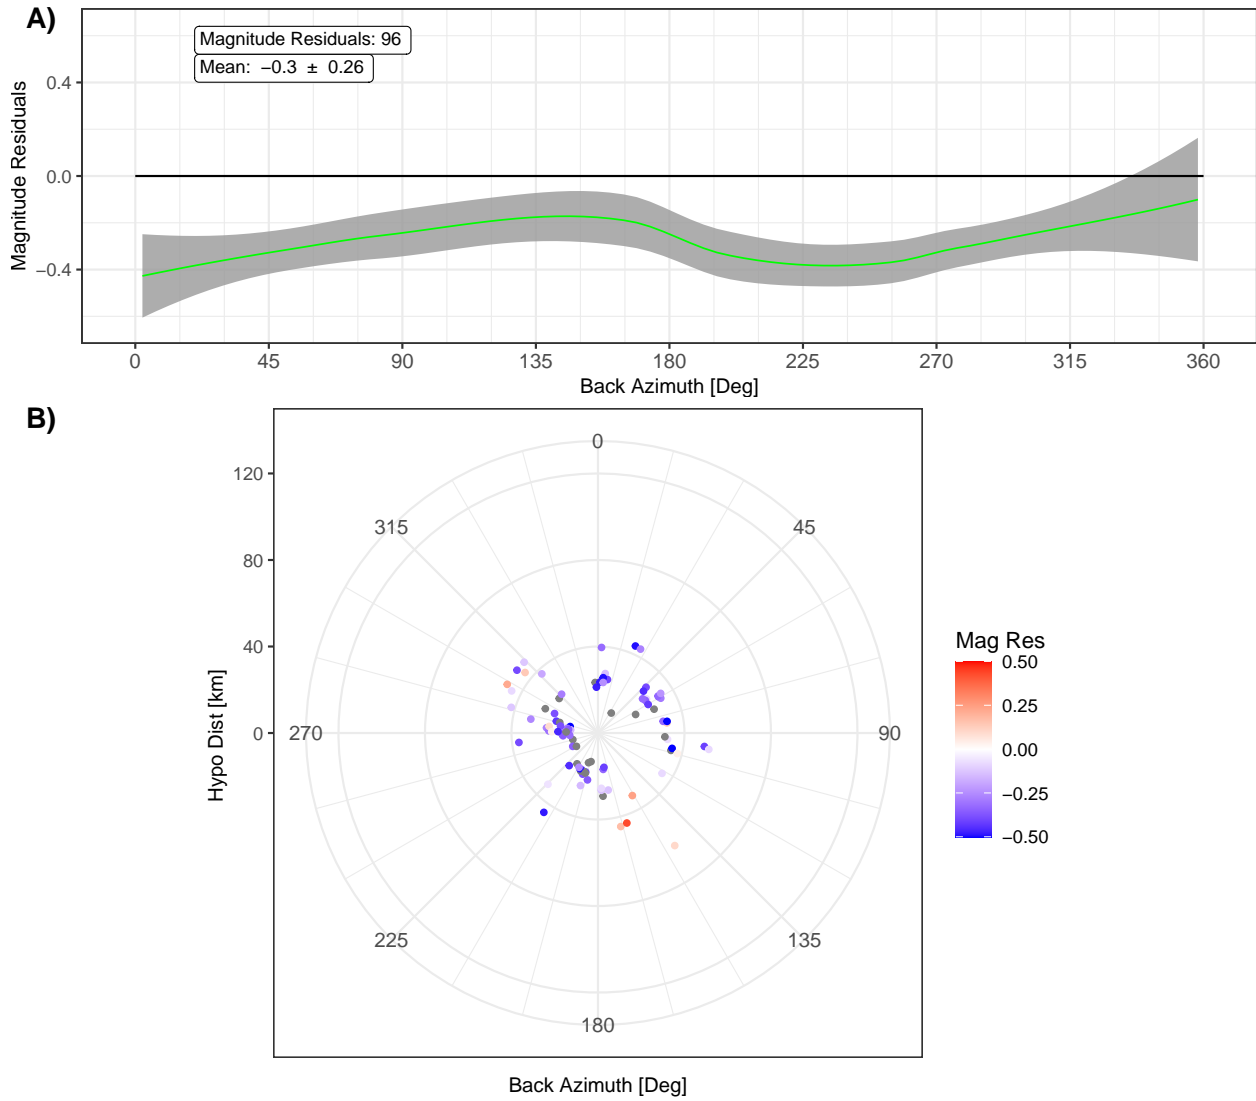 A)
Magnitude Residuals: 96
Mean: −0.3 ± 0.26
Magnitude Residuals
0.4
0.0
−0.4
0 45 90 135 180 225 270 315 360
Back Azimuth [Deg]
B)
Hypo Dist [km]
120
80
40
0
0
45
90
135
180
225
270
315
Back Azimuth [Deg]
Mag Res
0.50
0.25
0.00
−0.25
−0.50